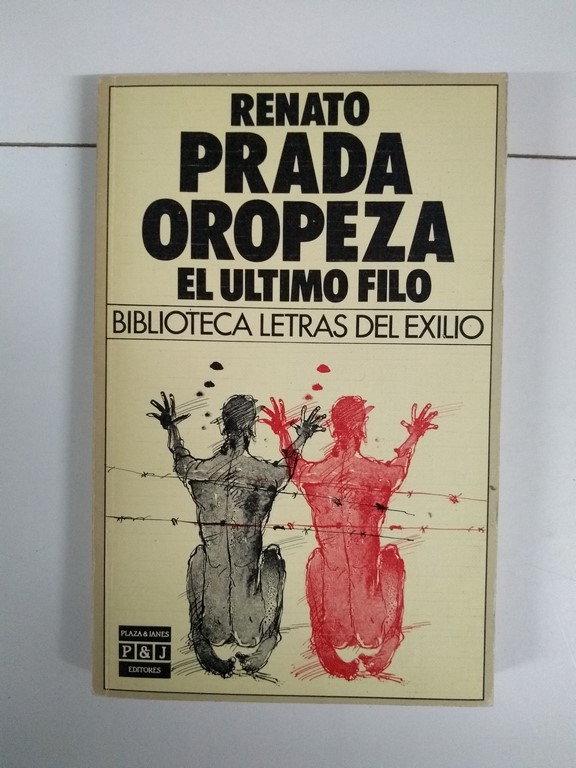 RENATO
PRADA
OROPEZA
EL ULTIMO FILO
BIBLIOTECA LETRAS DEL EXILIO
PLAZA & JANES
P & J
EDITORES